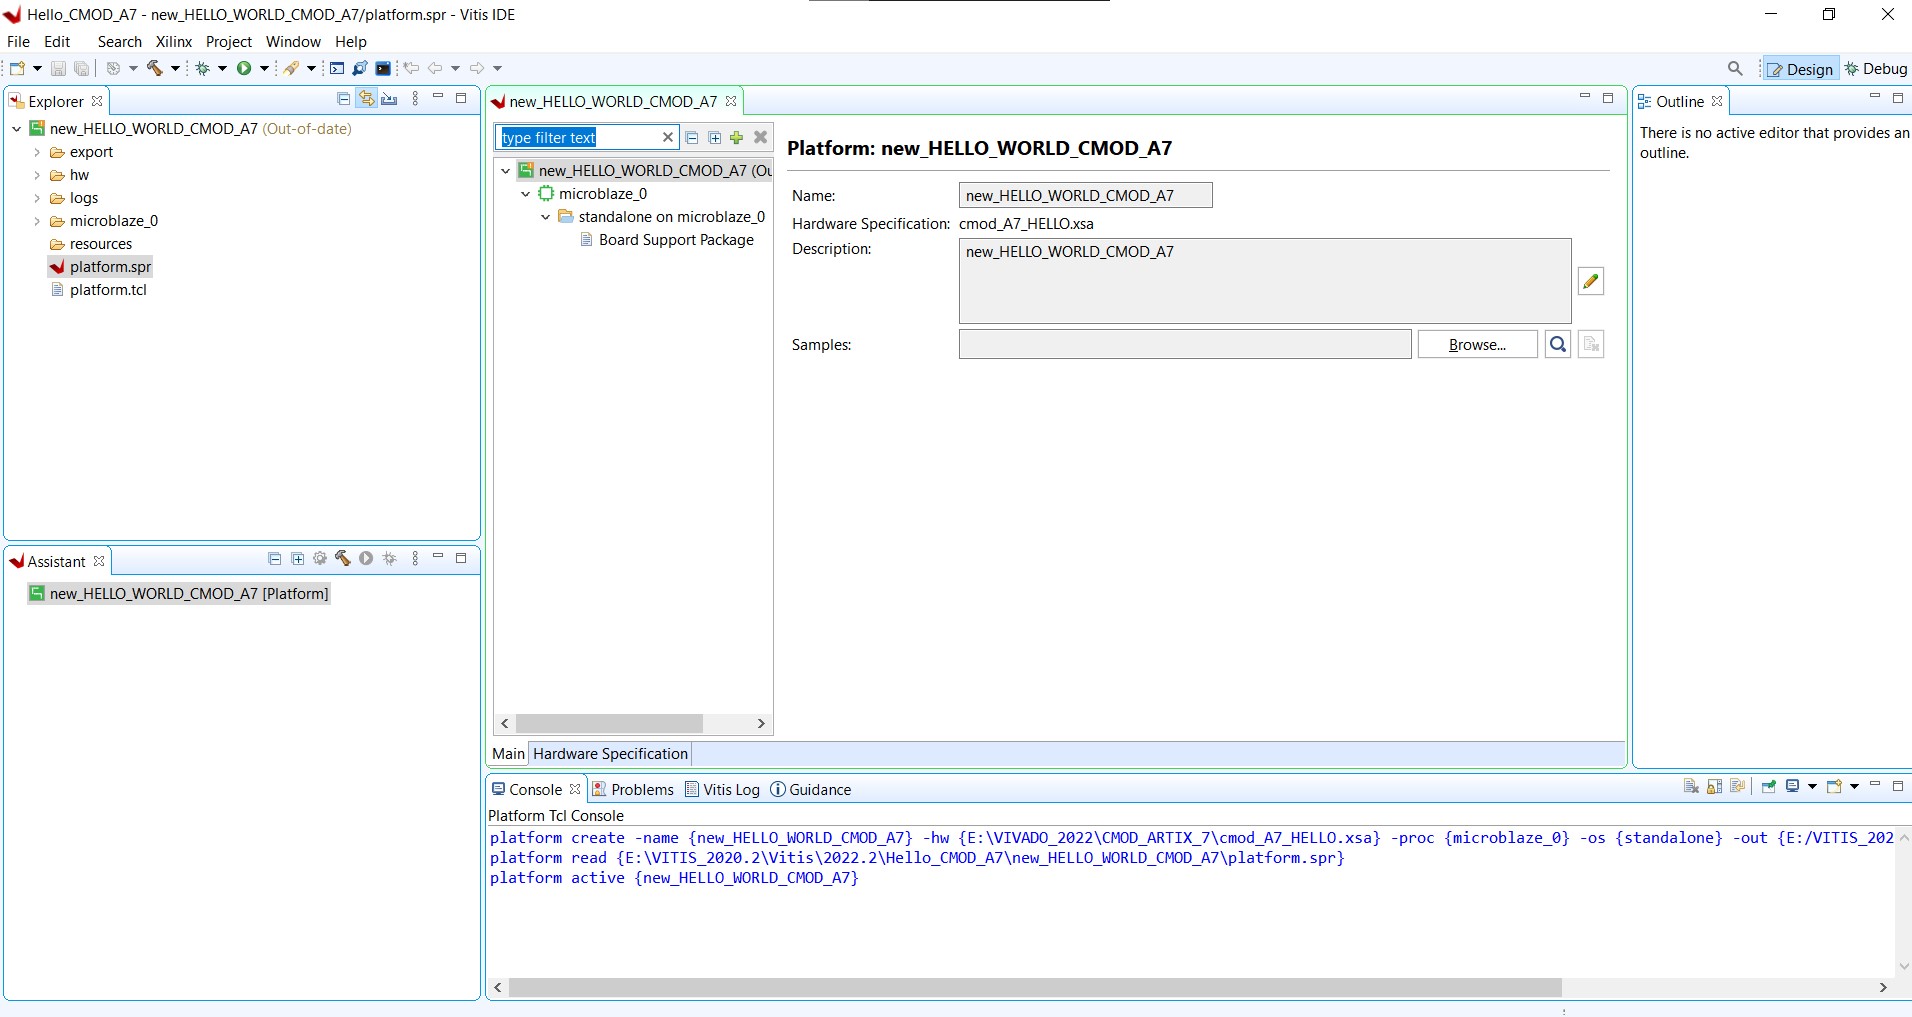 Hello_CMOD_A7 - new_HELLO_WORLD_CMOD_A7/platform.spr - Vitis IDE
File Edit Search Xilinx Project Window Help
Design Debug
Explorer
new_HELLO_WORLD_CMOD_A7 (Out-of-date)
export
hw
logs
microblaze_0
resources
platform.spr
platform.tcl
Assistant
new_HELLO_WORLD_CMOD_A7 [Platform]
new_HELLO_WORLD_CMOD_A7
type filter text
new_HELLO_WORLD_CMOD_A7 (Ou
microblaze_0
standalone on microblaze_0
Board Support Package
Platform: new_HELLO_WORLD_CMOD_A7
Name: new_HELLO_WORLD_CMOD_A7
Hardware Specification: cmod_A7_HELLO.xsa
Description: new_HELLO_WORLD_CMOD_A7
Samples: Browse...
Main Hardware Specification
Outline
There is no active editor that provides an
outline.
Console Problems Vitis Log Guidance
Platform Tcl Console
platform create -name {new_HELLO_WORLD_CMOD_A7} -hw {E:\VIVADO_2022\CMOD_ARTIX_7\cmod_A7_HELLO.xsa} -proc {microblaze_0} -os {standalone} -out {E:/VITIS_202
platform read {E:\VITIS_2020.2\Vitis\2022.2\Hello_CMOD_A7\new_HELLO_WORLD_CMOD_A7\platform.spr}
platform active {new_HELLO_WORLD_CMOD_A7}